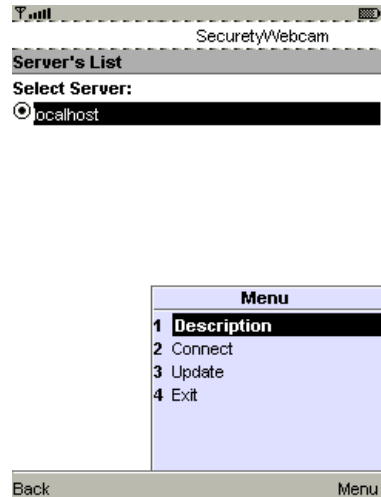 SecuretyWebcam
Server's List
Select Server:
localhost
Menu
1 Description
2 Connect
3 Update
4 Exit
Back Menu